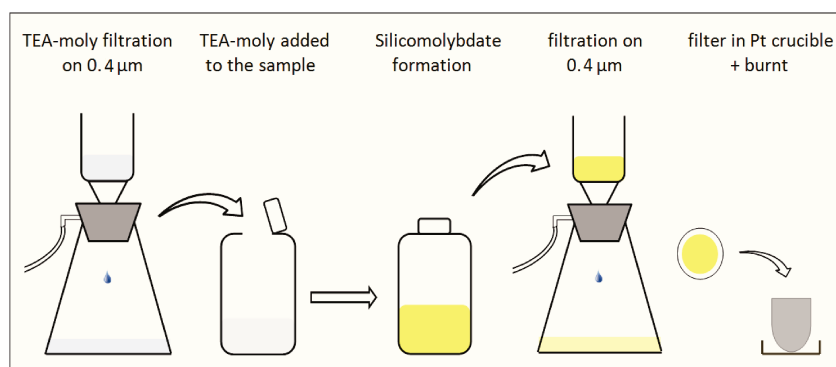 TEA-moly filtration
on 0.4 µm
TEA-moly added
to the sample
Silicomolybdate
formation
filtration on
0.4 µm
filter in Pt crucible
+ burnt